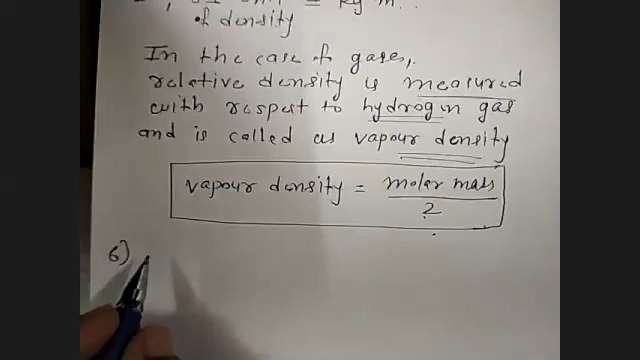 of density
In the case of gases,
relative density is measured
with respect to hydrogen gas
and is called as vapour density
vapour density = molar mass / 2
6)